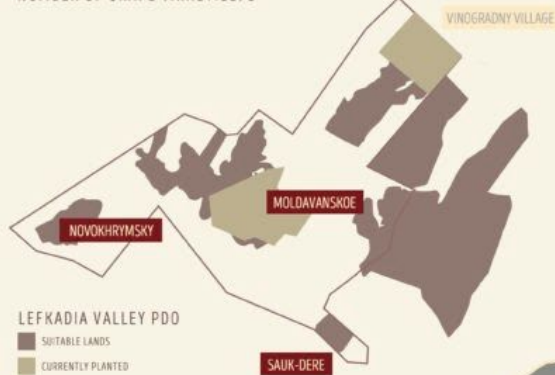 VINOGRADNY VILLAGE
MOLDAVANSKOE
NOVOKHRYMSKY
LEFKADIA VALLEY PDO
SUITABLE LANDS
CURRENTLY PLANTED
SAUK-DERE